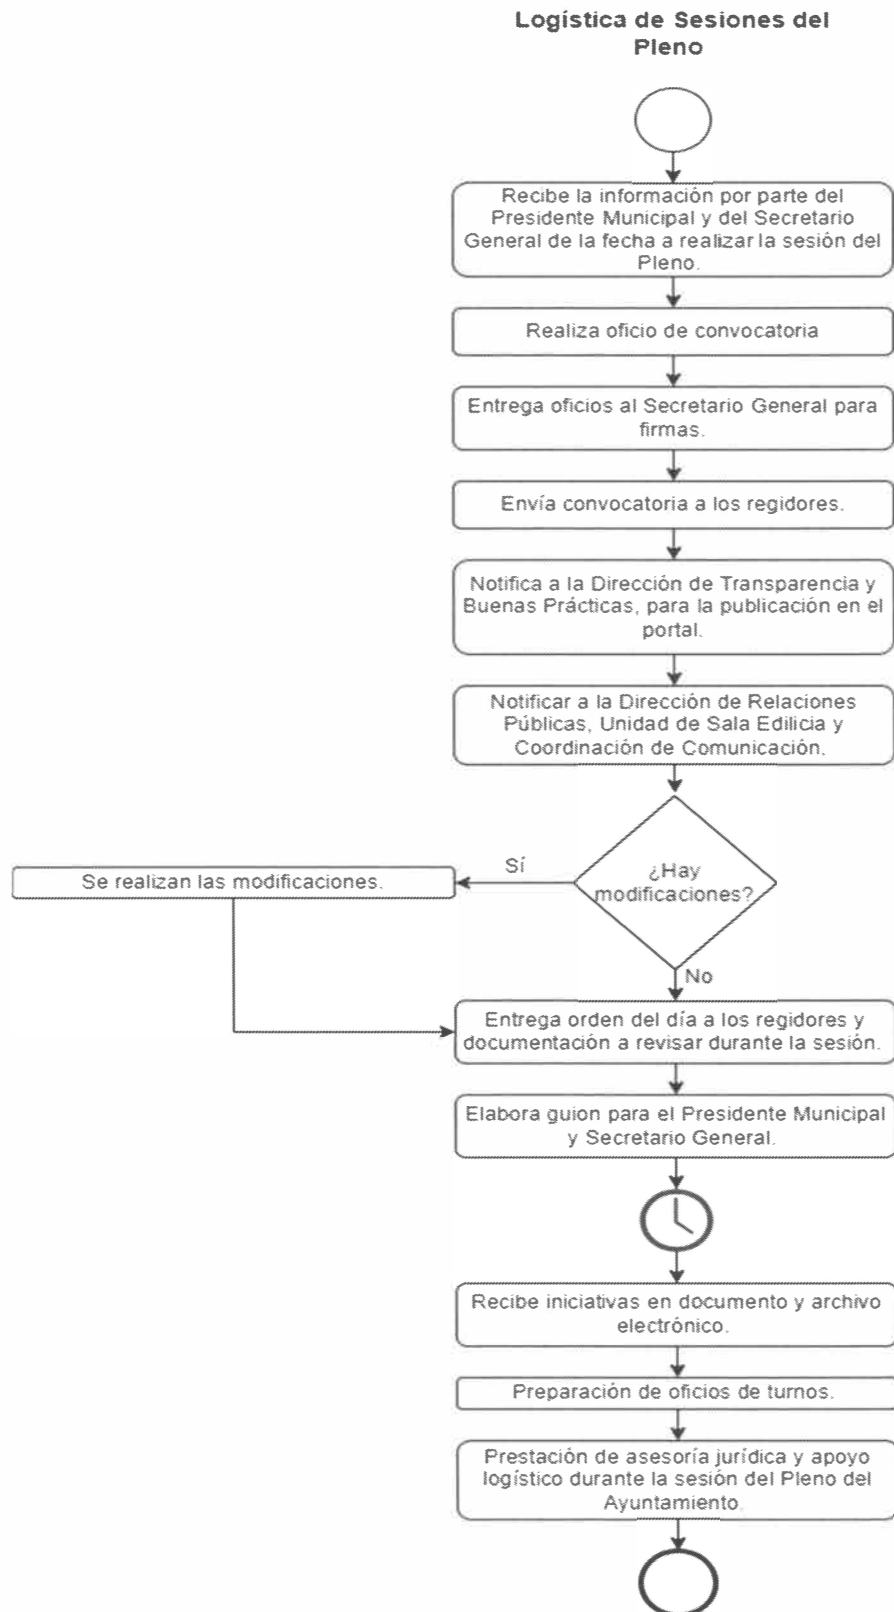 Logística de Sesiones del
Pleno
Recibe la información por parte del
Presidente Municipal y del Secretario
General de la fecha a realizar la sesión del
Pleno.
Realiza oficio de convocatoria
Entrega oficios al Secretario General para
firmas.
Envía convocatoria a los regidores.
Notifica a la Dirección de Transparencia y
Buenas Prácticas, para la publicación en el
portal.
Notificar a la Dirección de Relaciones
Públicas, Unidad de Sala Edilicia y
Coordinación de Comunicación.
¿Hay
modificaciones?
Sí
Se realizan las modificaciones.
No
Entrega orden del día a los regidores y
documentación a revisar durante la sesión.
Elabora guion para el Presidente Municipal
y Secretario General.
Recibe iniciativas en documento y archivo
electrónico.
Preparación de oficios de turnos.
Prestación de asesoría jurídica y apoyo
logístico durante la sesión del Pleno del
Ayuntamiento.